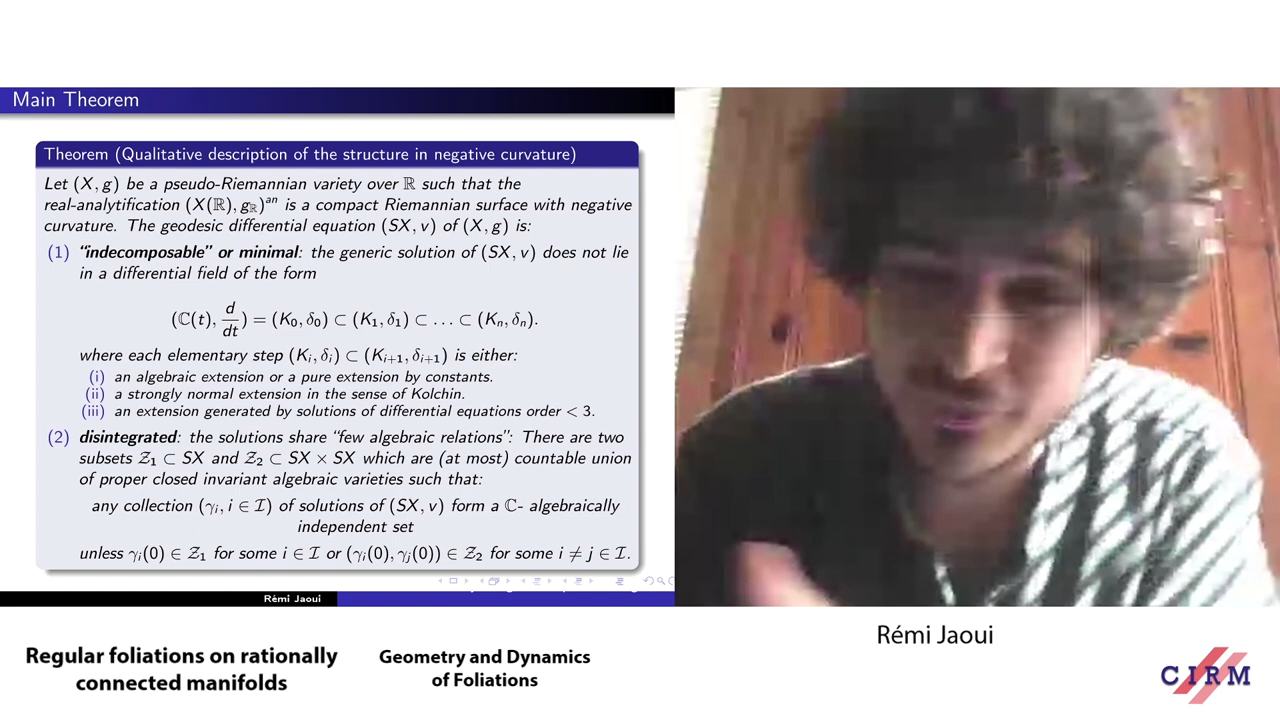 Main Theorem
Theorem (Qualitative description of the structure in negative curvature)
Let (X, g) be a pseudo-Riemannian variety over ℝ such that the
real-analytification (X(ℝ), g_ℝ)^an is a compact Riemannian surface with negative
curvature. The geodesic differential equation (SX, v) of (X, g) is:
(1) “indecomposable” or minimal: the generic solution of (SX, v) does not lie
in a differential field of the form
(ℂ(t), d/dt) = (K₀, δ₀) ⊂ (K₁, δ₁) ⊂ … ⊂ (Kₙ, δₙ).
where each elementary step (Kᵢ, δᵢ) ⊂ (Kᵢ₊₁, δᵢ₊₁) is either:
(i) an algebraic extension or a pure extension by constants.
(ii) a strongly normal extension in the sense of Kolchin.
(iii) an extension generated by solutions of differential equations order < 3.
(2) disintegrated: the solutions share “few algebraic relations”: There are two
subsets 𝒵₁ ⊂ SX and 𝒵₂ ⊂ SX × SX which are (at most) countable union
of proper closed invariant algebraic varieties such that:
any collection (γᵢ, i ∈ ℐ) of solutions of (SX, v) form a ℂ- algebraically
independent set
unless γᵢ(0) ∈ 𝒵₁ for some i ∈ ℐ or (γᵢ(0), γⱼ(0)) ∈ 𝒵₂ for some i ≠ j ∈ ℐ.
Rémi Jaoui
Rémi Jaoui
Regular foliations on rationally
connected manifolds
Geometry and Dynamics
of Foliations
CIRM